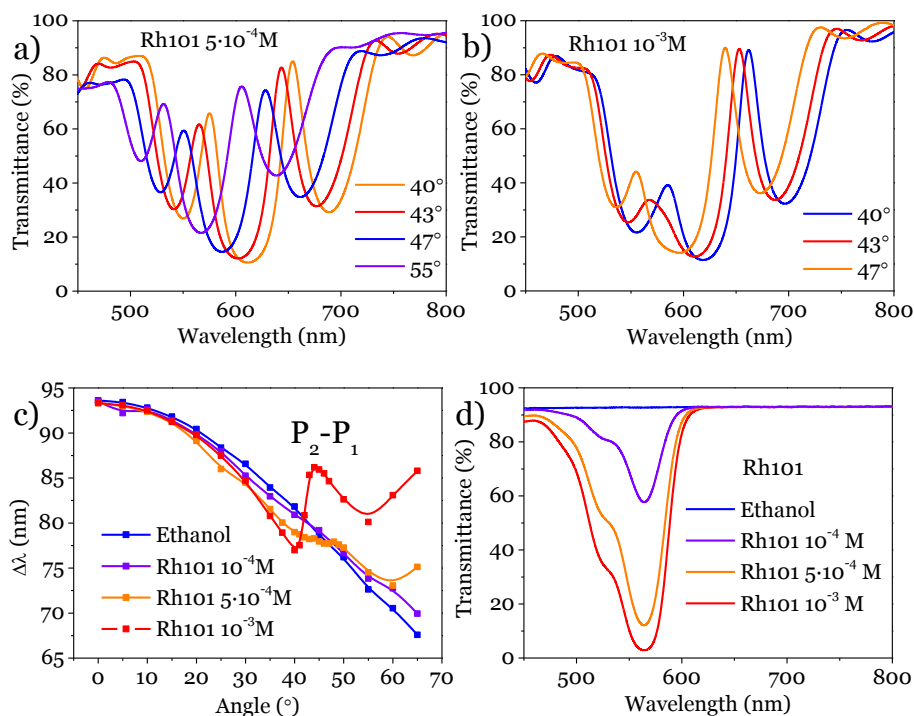 a)
Rh101 5·10⁻⁴M
Transmittance (%)
100
80
60
40
20
0
40°
43°
47°
55°
500
600
700
800
Wavelength (nm)
b)
Rh101 10⁻³M
Transmittance (%)
100
80
60
40
20
0
40°
43°
47°
500
600
700
800
Wavelength (nm)
c)
P₂-P₁
Δλ (nm)
95
90
85
80
75
70
65
Ethanol
Rh101 10⁻⁴M
Rh101 5·10⁻⁴M
Rh101 10⁻³M
0
10
20
30
40
50
60
70
Angle (°)
d)
Rh101
Transmittance (%)
100
80
60
40
20
0
Ethanol
Rh101 10⁻⁴ M
Rh101 5·10⁻⁴ M
Rh101 10⁻³ M
500
600
700
800
Wavelength (nm)